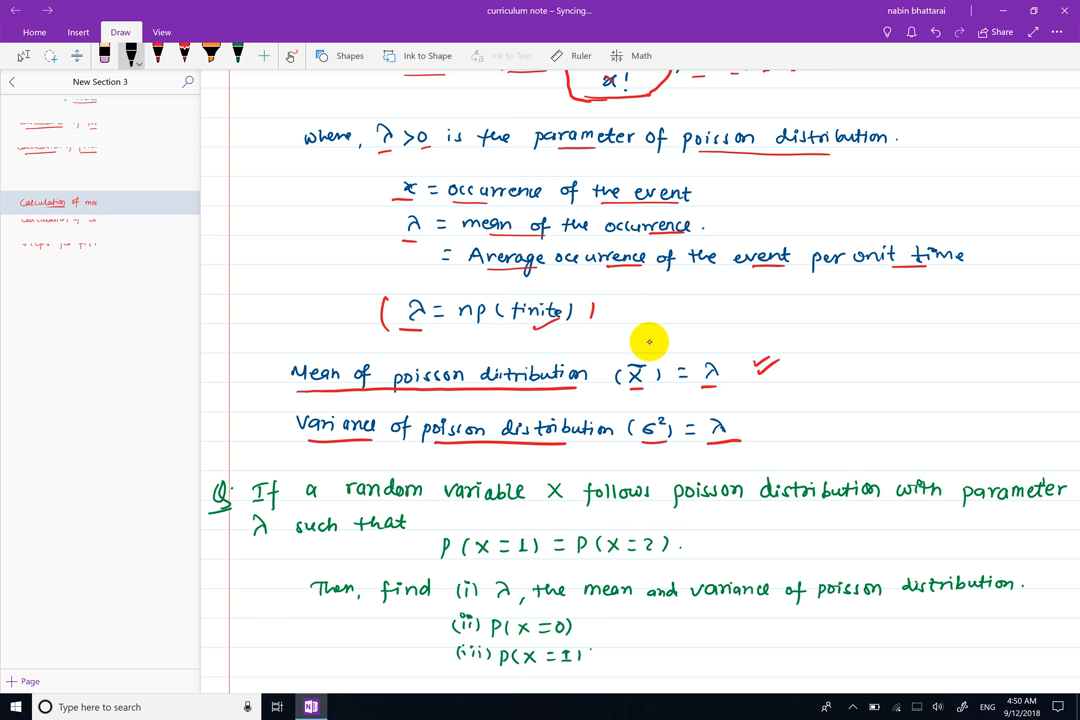 curriculum note – Syncing...
nabin bhattarai
Home Insert Draw View
Share
Shapes Ink to Shape Ink to Text Ruler Math
New Section 3
x!
where, λ > 0 is the parameter of poisson distribution.
x = occurrence of the event
λ = mean of the occurrence.
= Average occurrence of the event per unit time
( λ = np (finite) )
Mean of poisson distribution (X̄) = λ
Variance of poisson distribution (s²) = λ
Q: If a random variable X follows poisson distribution with parameter
λ such that
P(X=1) = P(X=2).
Then, find (i) λ, the mean and variance of poisson distribution.
(ii) P(X=0)
(iii) P(X=1)
Calculation of me
Page
Type here to search
ENG
4:50 AM
9/12/2018